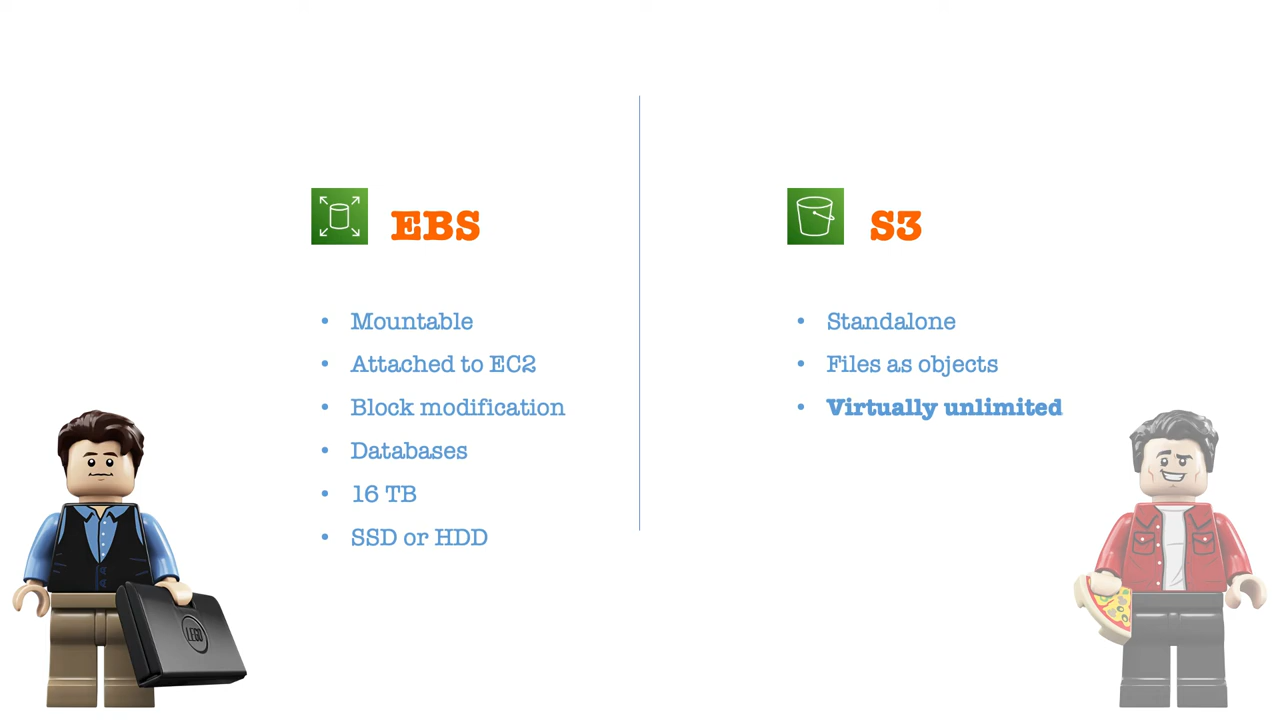 EBS
• Mountable
• Attached to EC2
• Block modification
• Databases
• 16 TB
• SSD or HDD
S3
• Standalone
• Files as objects
• Virtually unlimited
LEGO